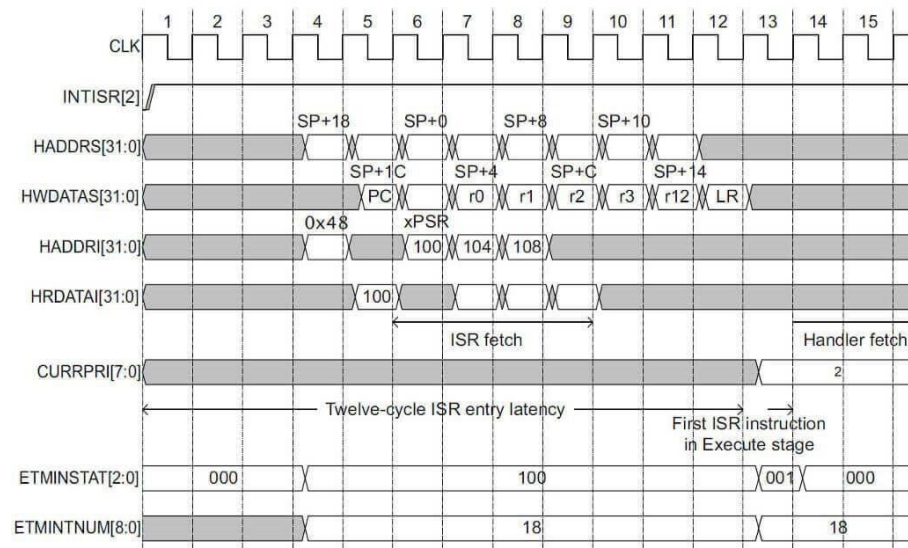 1 2 3 4 5 6 7 8 9 10 11 12 13 14 15
CLK
INTISR[2]
SP+18 SP+0 SP+8 SP+10
HADDRS[31:0]
SP+1C SP+4 SP+C SP+14
HWDATAS[31:0] PC r0 r1 r2 r3 r12 LR
0x48 xPSR
HADDRI[31:0] 100 104 108
HRDATAI[31:0] 100
ISR fetch Handler fetch
CURRPRI[7:0] 2
Twelve-cycle ISR entry latency
First ISR instruction
in Execute stage
ETMINSTAT[2:0] 000 100 001 000
ETMINTNUM[8:0] 18 18